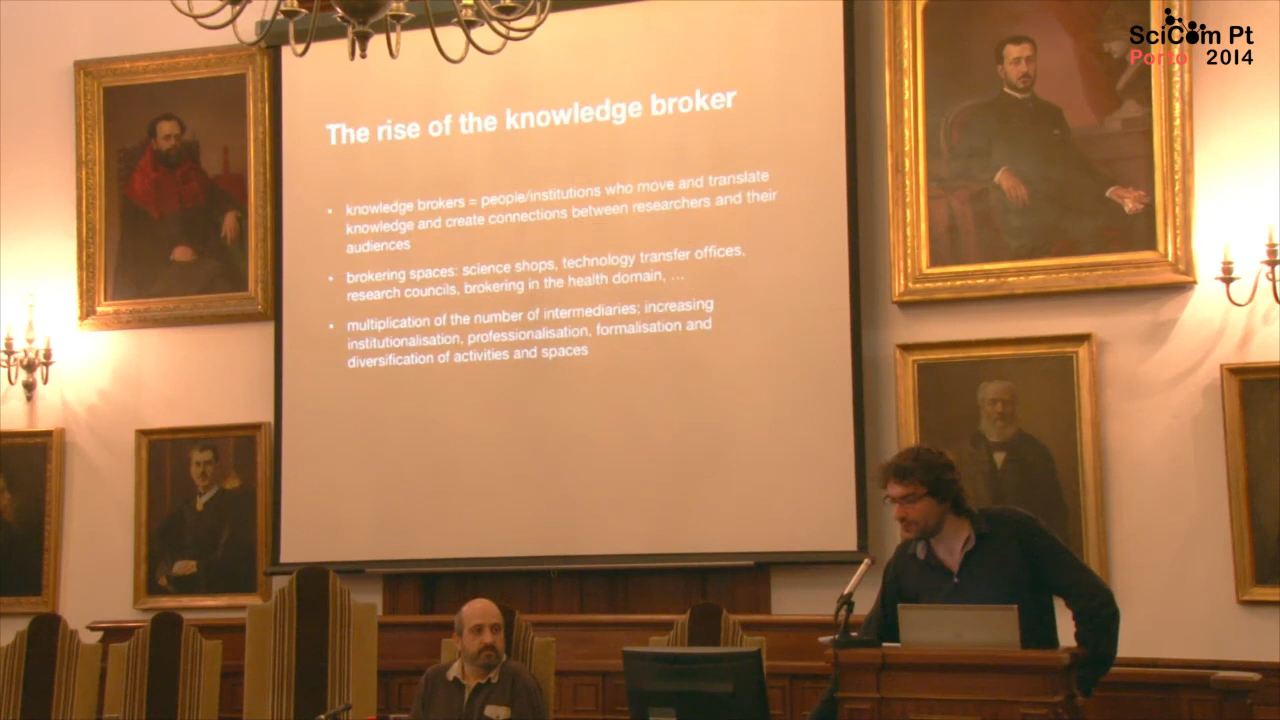 SciCom Pt
Porto 2014
The rise of the knowledge broker
• knowledge brokers = people/institutions who move and translate
knowledge and create connections between researchers and their
audiences
• brokering spaces: science shops, technology transfer offices,
research councils, brokering in the health domain, …
• multiplication of the number of intermediaries; increasing
institutionalisation, professionalisation, formalisation and
diversification of activities and spaces